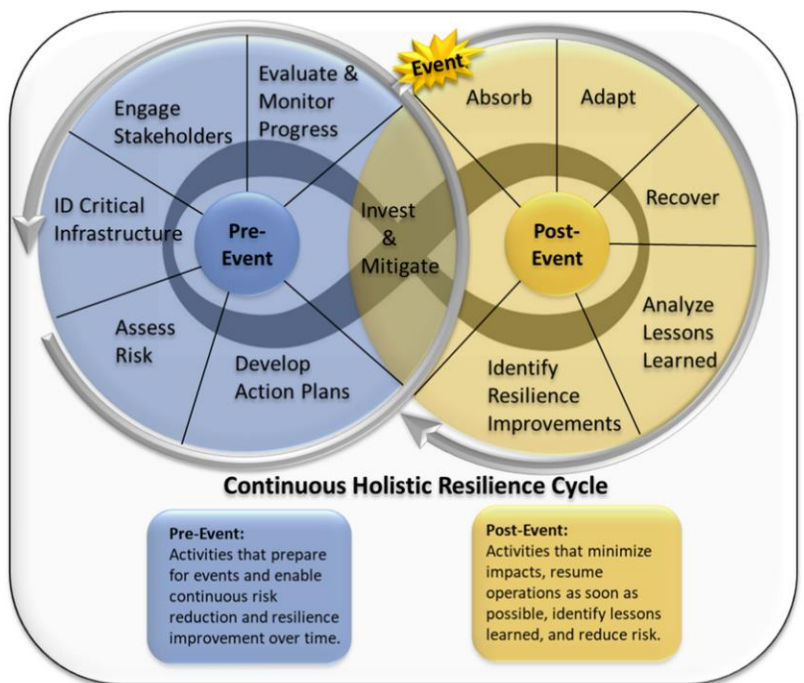 Event
Evaluate &
Monitor
Progress
Engage
Stakeholders
ID Critical
Infrastructure
Pre-
Event
Assess
Risk
Develop
Action Plans
Invest
&
Mitigate
Absorb
Adapt
Recover
Post-
Event
Analyze
Lessons
Learned
Identify
Resilience
Improvements
Continuous Holistic Resilience Cycle
Pre-Event:
Activities that prepare
for events and enable
continuous risk
reduction and resilience
improvement over time.
Post-Event:
Activities that minimize
impacts, resume
operations as soon as
possible, identify lessons
learned, and reduce risk.